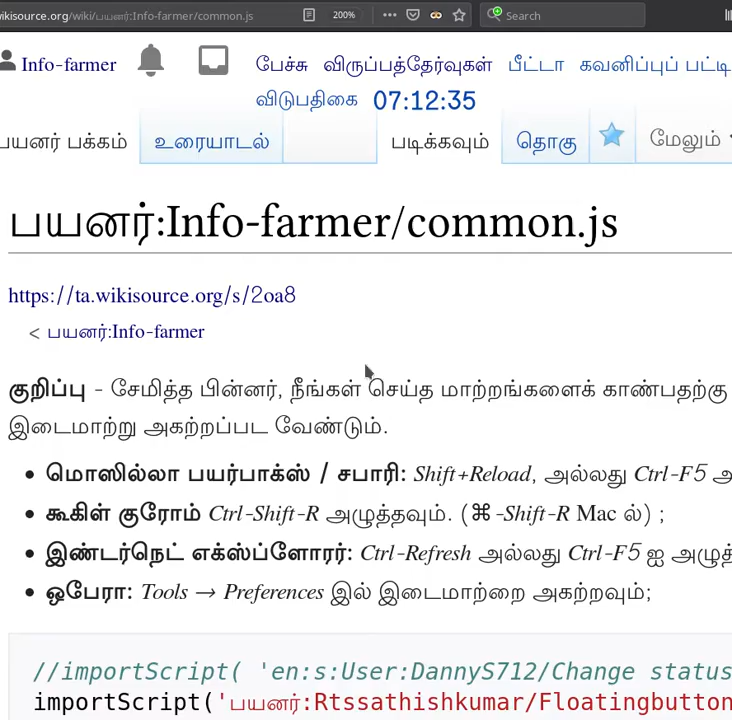 wikisource.org/wiki/பயனர்:Info-farmer/common.js 200% Search
Info-farmer பேச்சு விருப்பத்தேர்வுகள் பீட்டா கவனிப்புப் பட்டி
விடுபதிகை 07:12:35
பயனர் பக்கம் உரையாடல் படிக்கவும் தொகு மேலும்
பயனர்:Info-farmer/common.js
https://ta.wikisource.org/s/2oa8
< பயனர்:Info-farmer
குறிப்பு - சேமித்த பின்னர், நீங்கள் செய்த மாற்றங்களைக் காண்பதற்கு
இடைமாற்று அகற்றப்பட வேண்டும்.
• மொஸில்லா பயர்பாக்ஸ் / சபாரி: Shift+Reload, அல்லது Ctrl-F5 அ
• கூகிள் குரோம் Ctrl-Shift-R அழுத்தவும். (⌘-Shift-R Mac ல்) ;
• இண்டர்நெட் எக்ஸ்ப்ளோரர்: Ctrl-Refresh அல்லது Ctrl-F5 ஐ அழுத்
• ஒபேரா: Tools → Preferences இல் இடைமாற்றை அகற்றவும்;
//importScript( 'en:s:User:DannyS712/Change status
importScript('பயனர்:Rtssathishkumar/Floatingbutton